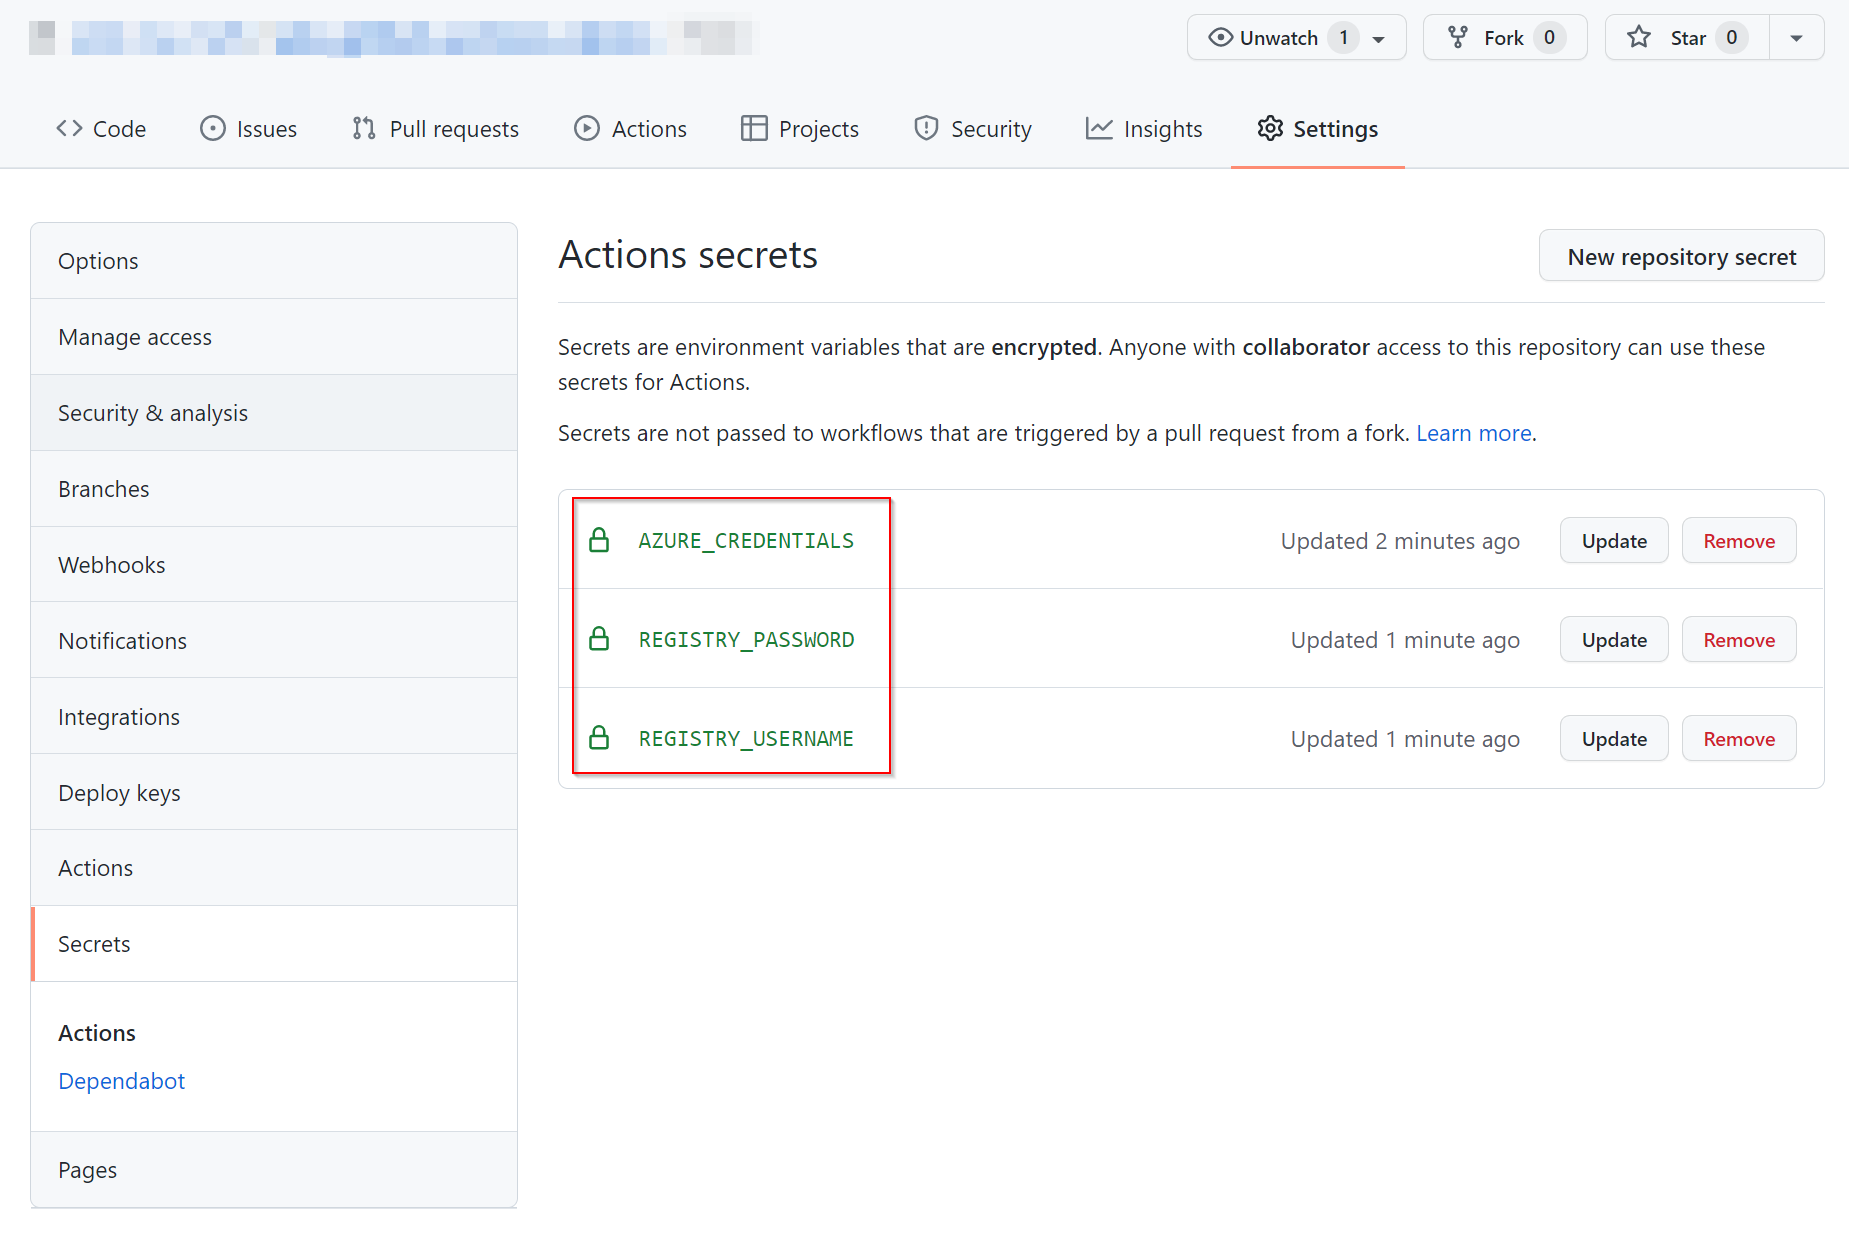 Unwatch 1 Fork 0 Star 0
Code Issues Pull requests Actions Projects Security Insights Settings
Options
Manage access
Security & analysis
Branches
Webhooks
Notifications
Integrations
Deploy keys
Actions
Secrets
Actions
Dependabot
Pages
Actions secrets
New repository secret
Secrets are environment variables that are encrypted. Anyone with collaborator access to this repository can use these
secrets for Actions.
Secrets are not passed to workflows that are triggered by a pull request from a fork. Learn more.
AZURE_CREDENTIALS Updated 2 minutes ago Update Remove
REGISTRY_PASSWORD Updated 1 minute ago Update Remove
REGISTRY_USERNAME Updated 1 minute ago Update Remove